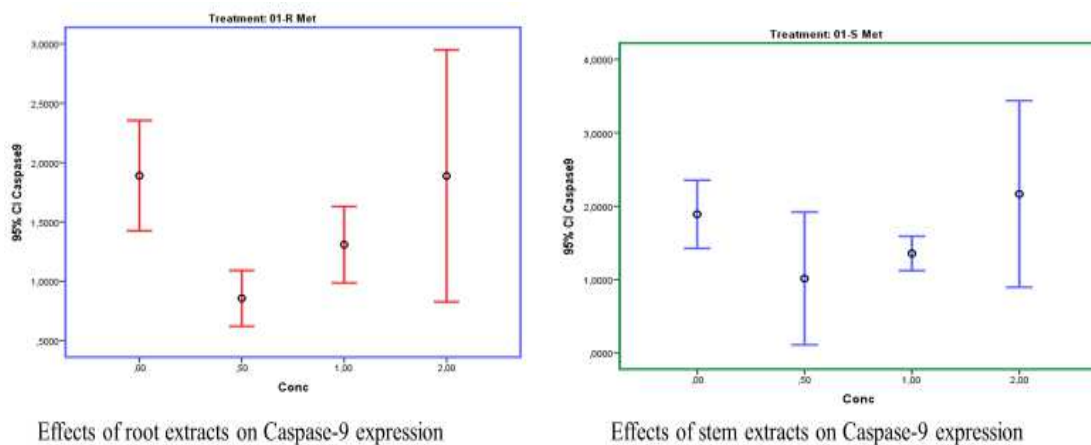 Treatment: 01-R Met
95% CI Caspase9
3,0000
2,5000
2,0000
1,5000
1,0000
,5000
,00
,50
1,00
2,00
Conc
Effects of root extracts on Caspase-9 expression
Treatment: 01-S Met
95% CI Caspase9
4,0000
3,0000
2,0000
1,0000
,0000
,00
,50
1,00
2,00
Conc
Effects of stem extracts on Caspase-9 expression